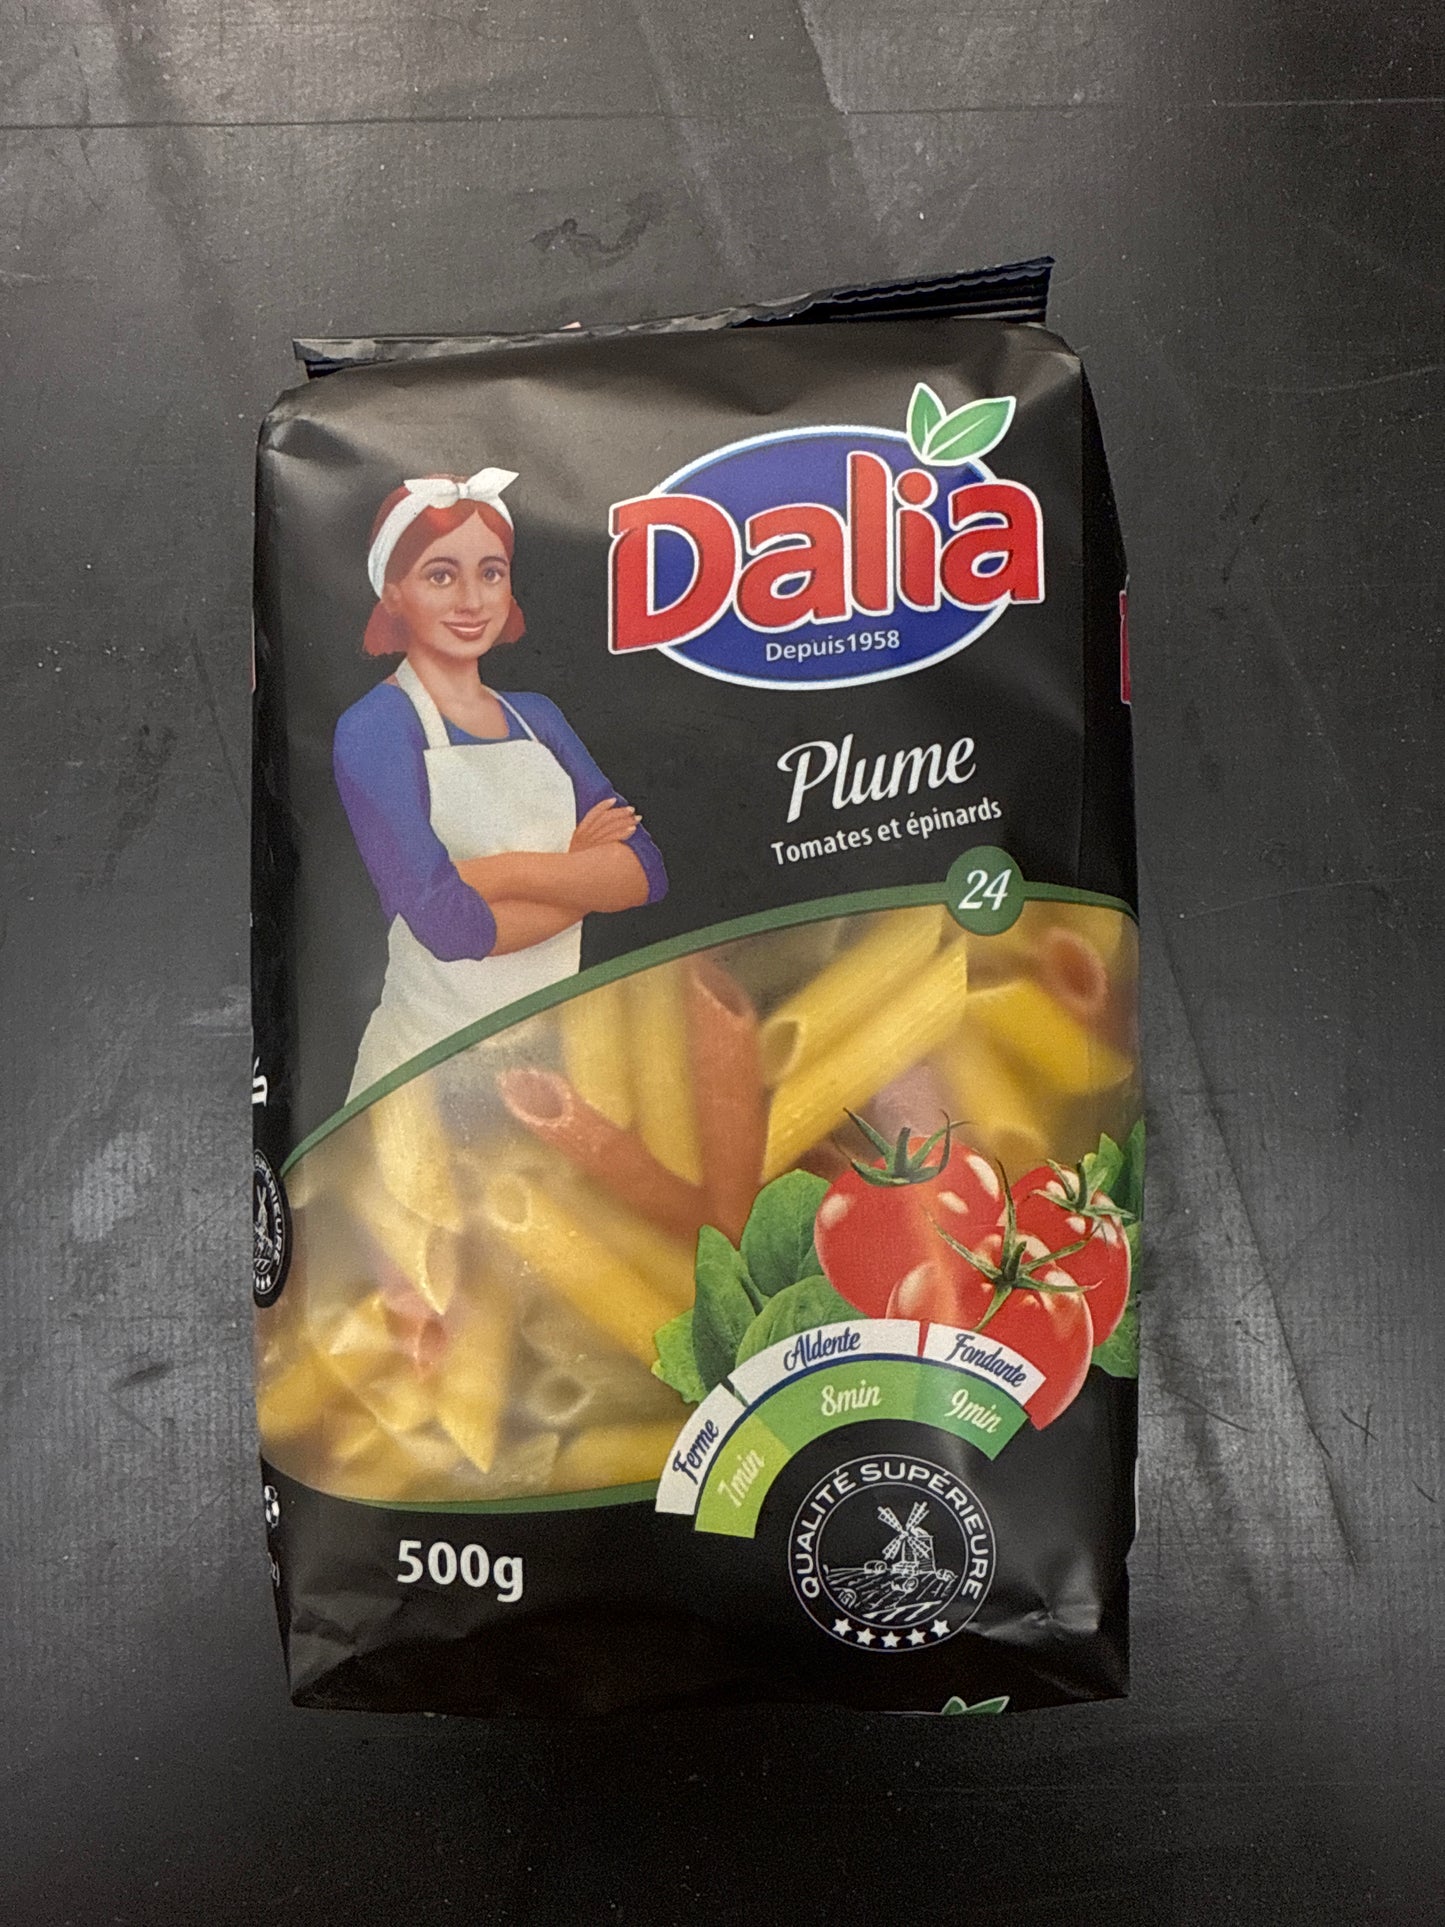 Dalia
Depuis1958
Plume
Tomates et épinards
24
Ferme
Aldente
Fondante
7min
8min
9min
500g
QUALITÉ SUPÉRIEURE